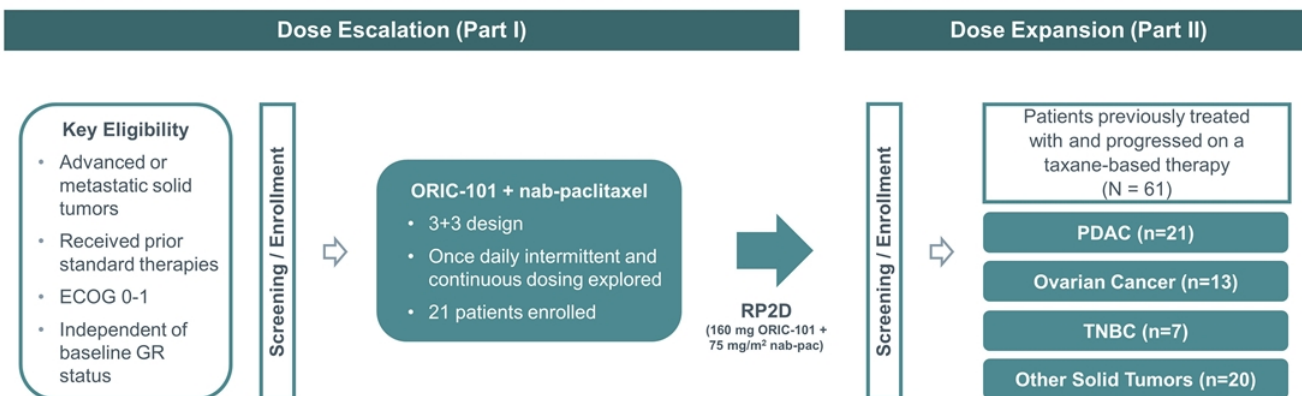 Dose Escalation (Part I)
Dose Expansion (Part II)
Key Eligibility
• Advanced or
metastatic solid
tumors
• Received prior
standard therapies
• ECOG 0-1
• Independent of
baseline GR
status
Screening / Enrollment
ORIC-101 + nab-paclitaxel
• 3+3 design
• Once daily intermittent and
continuous dosing explored
• 21 patients enrolled
RP2D
(160 mg ORIC-101 +
75 mg/m² nab-pac)
Screening / Enrollment
Patients previously treated
with and progressed on a
taxane-based therapy
(N = 61)
PDAC (n=21)
Ovarian Cancer (n=13)
TNBC (n=7)
Other Solid Tumors (n=20)